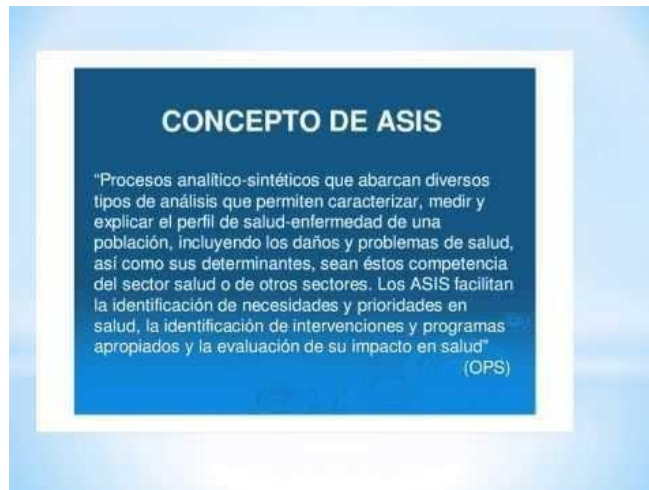 CONCEPTO DE ASIS
“Procesos analítico-sintéticos que abarcan diversos
tipos de análisis que permiten caracterizar, medir y
explicar el perfil de salud-enfermedad de una
población, incluyendo los daños y problemas de salud,
así como sus determinantes, sean éstos competencia
del sector salud o de otros sectores. Los ASIS facilitan
la identificación de necesidades y prioridades en
salud, la identificación de intervenciones y programas
apropiados y la evaluación de su impacto en salud”
(OPS)